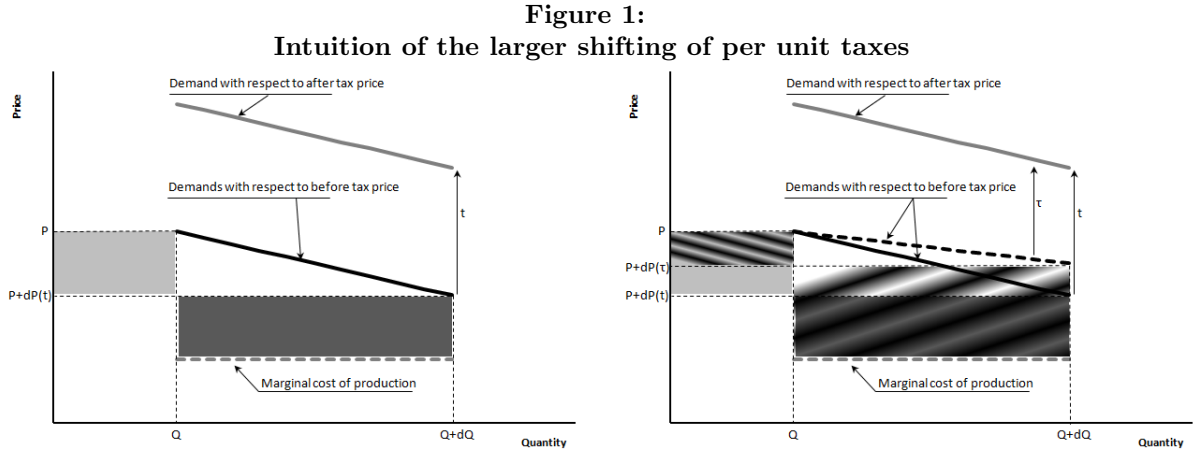 Figure 1:
Intuition of the larger shifting of per unit taxes
Price
Demand with respect to after tax price
Demands with respect to before tax price
t
P
P+dP(t)
Marginal cost of production
Q
Q+dQ
Quantity
Price
Demand with respect to after tax price
Demands with respect to before tax price
τ
t
P
P+dP(τ)
P+dP(t)
Marginal cost of production
Q
Q+dQ
Quantity